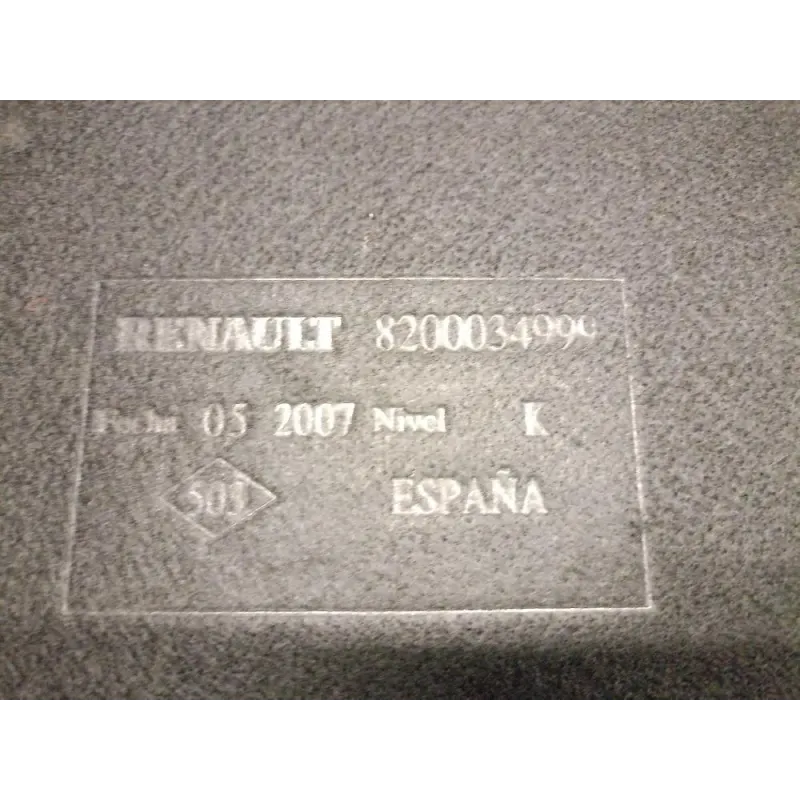 RENAULT 8200034999
Fecha 05 2007 Nivel K
503 ESPAÑA